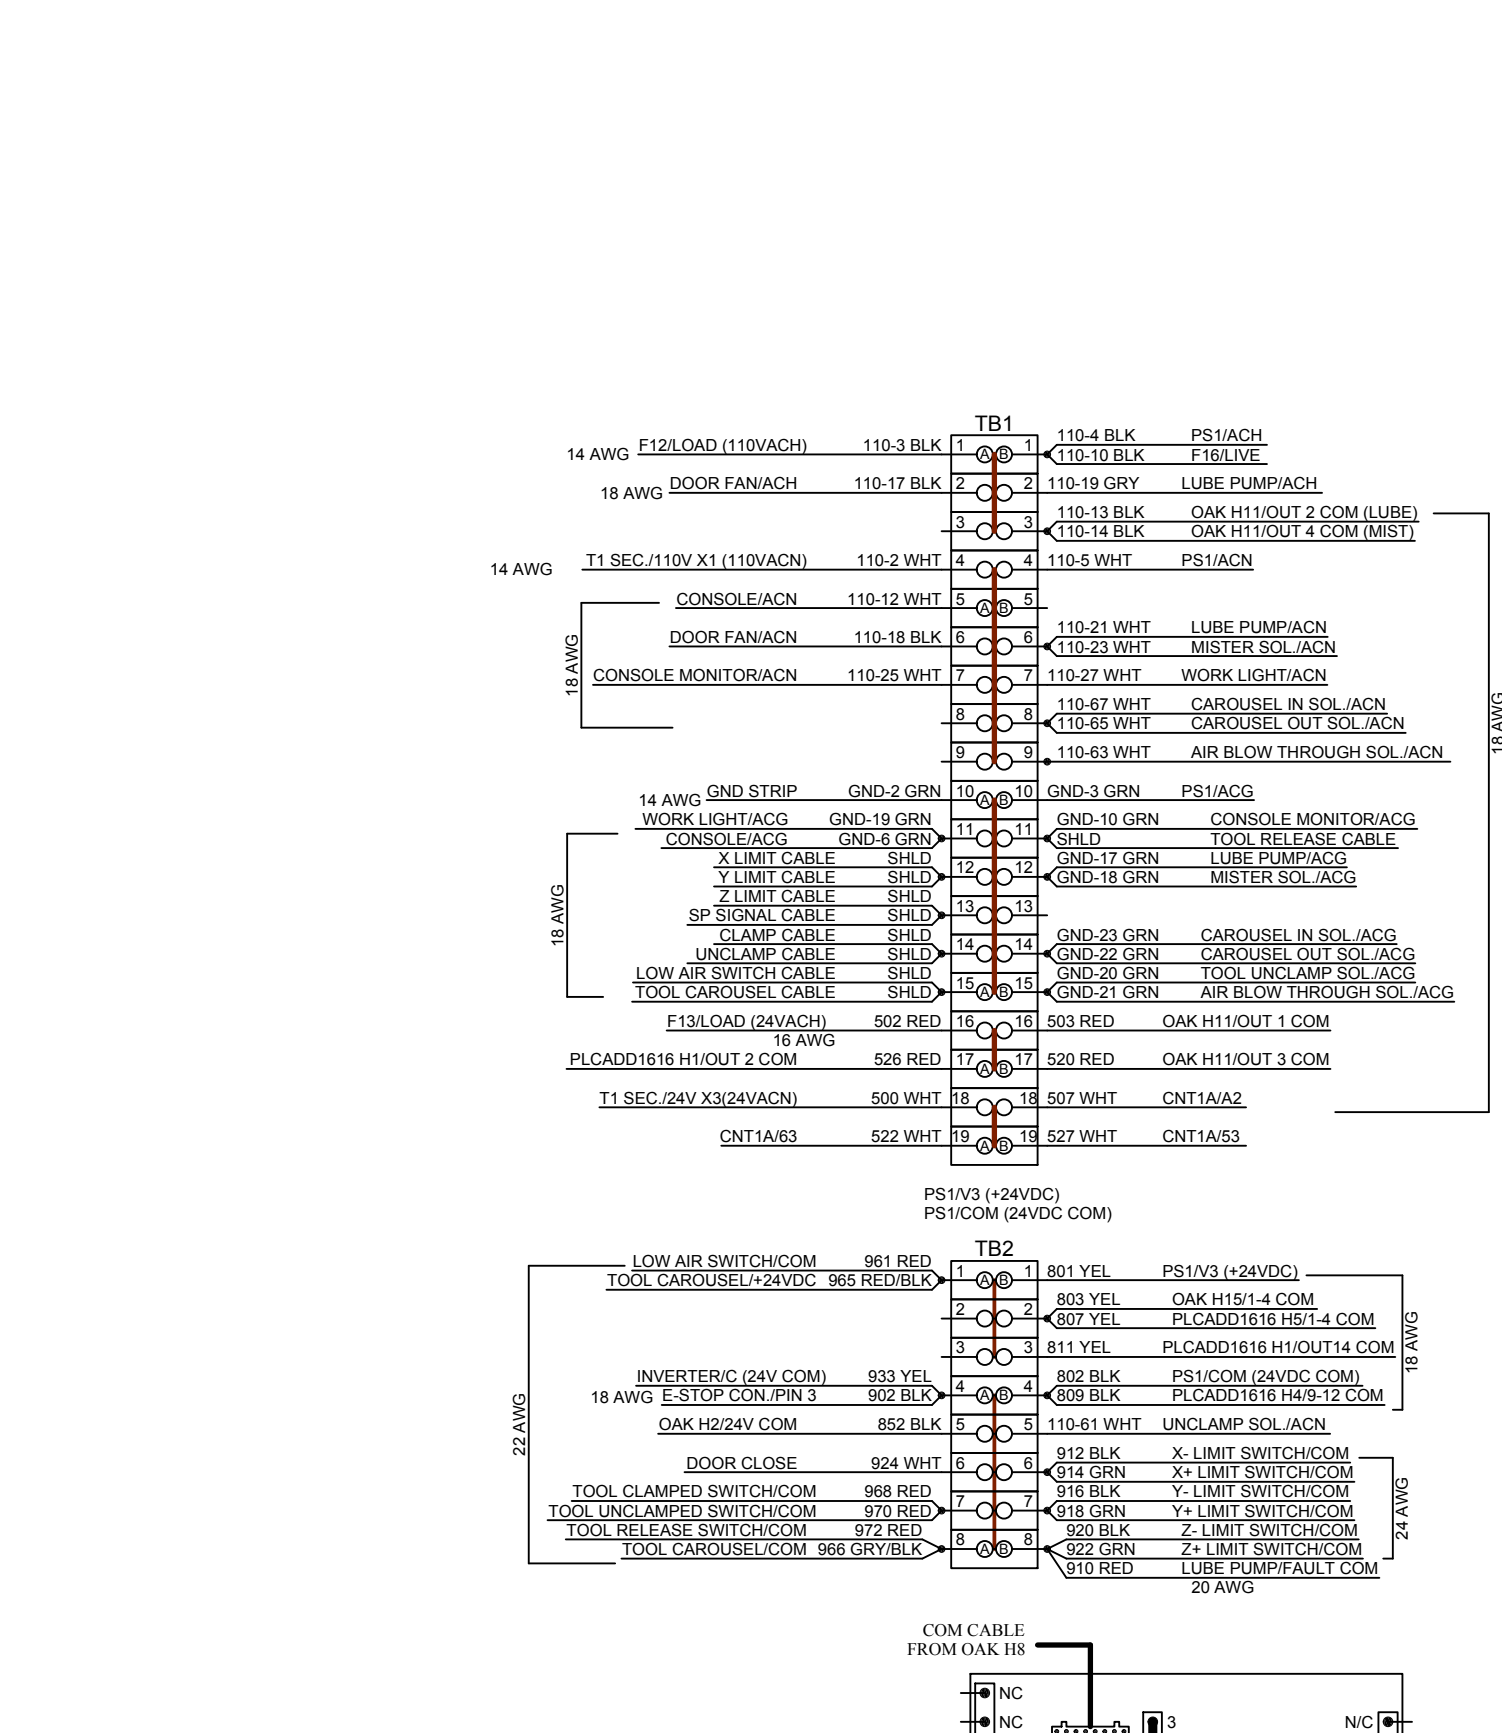 TB1
14 AWG F12/LOAD (110VACH) 110-3 BLK 1 A B 1 110-4 BLK PS1/ACH
110-10 BLK F16/LIVE
18 AWG DOOR FAN/ACH 110-17 BLK 2 2 110-19 GRY LUBE PUMP/ACH
110-13 BLK OAK H11/OUT 2 COM (LUBE)
3 3 110-14 BLK OAK H11/OUT 4 COM (MIST)
14 AWG T1 SEC./110V X1 (110VACN) 110-2 WHT 4 4 110-5 WHT PS1/ACN
CONSOLE/ACN 110-12 WHT 5 A B 5
110-21 WHT LUBE PUMP/ACN
DOOR FAN/ACN 110-18 BLK 6 6 110-23 WHT MISTER SOL./ACN
18 AWG
CONSOLE MONITOR/ACN 110-25 WHT 7 7 110-27 WHT WORK LIGHT/ACN
110-67 WHT CAROUSEL IN SOL./ACN
8 8 110-65 WHT CAROUSEL OUT SOL./ACN
18 AWG
9 9 110-63 WHT AIR BLOW THROUGH SOL./ACN
14 AWG GND STRIP GND-2 GRN 10 A B 10 GND-3 GRN PS1/ACG
WORK LIGHT/ACG GND-19 GRN GND-10 GRN CONSOLE MONITOR/ACG
CONSOLE/ACG GND-6 GRN 11 11 SHLD TOOL RELEASE CABLE
X LIMIT CABLE SHLD GND-17 GRN LUBE PUMP/ACG
Y LIMIT CABLE SHLD 12 12 GND-18 GRN MISTER SOL./ACG
Z LIMIT CABLE SHLD
SP SIGNAL CABLE SHLD 13 13
18 AWG
CLAMP CABLE SHLD GND-23 GRN CAROUSEL IN SOL./ACG
UNCLAMP CABLE SHLD 14 14 GND-22 GRN CAROUSEL OUT SOL./ACG
LOW AIR SWITCH CABLE SHLD GND-20 GRN TOOL UNCLAMP SOL./ACG
TOOL CAROUSEL CABLE SHLD 15 A B 15 GND-21 GRN AIR BLOW THROUGH SOL./ACG
F13/LOAD (24VACH) 502 RED 16 16 503 RED OAK H11/OUT 1 COM
16 AWG
PLCADD1616 H1/OUT 2 COM 526 RED 17 A B 17 520 RED OAK H11/OUT 3 COM
T1 SEC./24V X3(24VACN) 500 WHT 18 18 507 WHT CNT1A/A2
CNT1A/63 522 WHT 19 A B 19 527 WHT CNT1A/53
PS1/V3 (+24VDC)
PS1/COM (24VDC COM)
TB2
LOW AIR SWITCH/COM 961 RED
TOOL CAROUSEL/+24VDC 965 RED/BLK 1 A B 1 801 YEL PS1/V3 (+24VDC)
803 YEL OAK H15/1-4 COM
2 2 807 YEL PLCADD1616 H5/1-4 COM
18 AWG
3 3 811 YEL PLCADD1616 H1/OUT14 COM
INVERTER/C (24V COM) 933 YEL 802 BLK PS1/COM (24VDC COM)
18 AWG E-STOP CON./PIN 3 902 BLK 4 A B 4 809 BLK PLCADD1616 H4/9-12 COM
22 AWG
OAK H2/24V COM 852 BLK 5 5 110-61 WHT UNCLAMP SOL./ACN
912 BLK X- LIMIT SWITCH/COM
DOOR CLOSE 924 WHT 6 6 914 GRN X+ LIMIT SWITCH/COM
TOOL CLAMPED SWITCH/COM 968 RED 916 BLK Y- LIMIT SWITCH/COM
TOOL UNCLAMPED SWITCH/COM 970 RED 7 7 918 GRN Y+ LIMIT SWITCH/COM
24 AWG
TOOL RELEASE SWITCH/COM 972 RED 920 BLK Z- LIMIT SWITCH/COM
TOOL CAROUSEL/COM 966 GRY/BLK 8 A B 8 922 GRN Z+ LIMIT SWITCH/COM
910 RED LUBE PUMP/FAULT COM
20 AWG
COM CABLE
FROM OAK H8
NC
NC 3 N/C